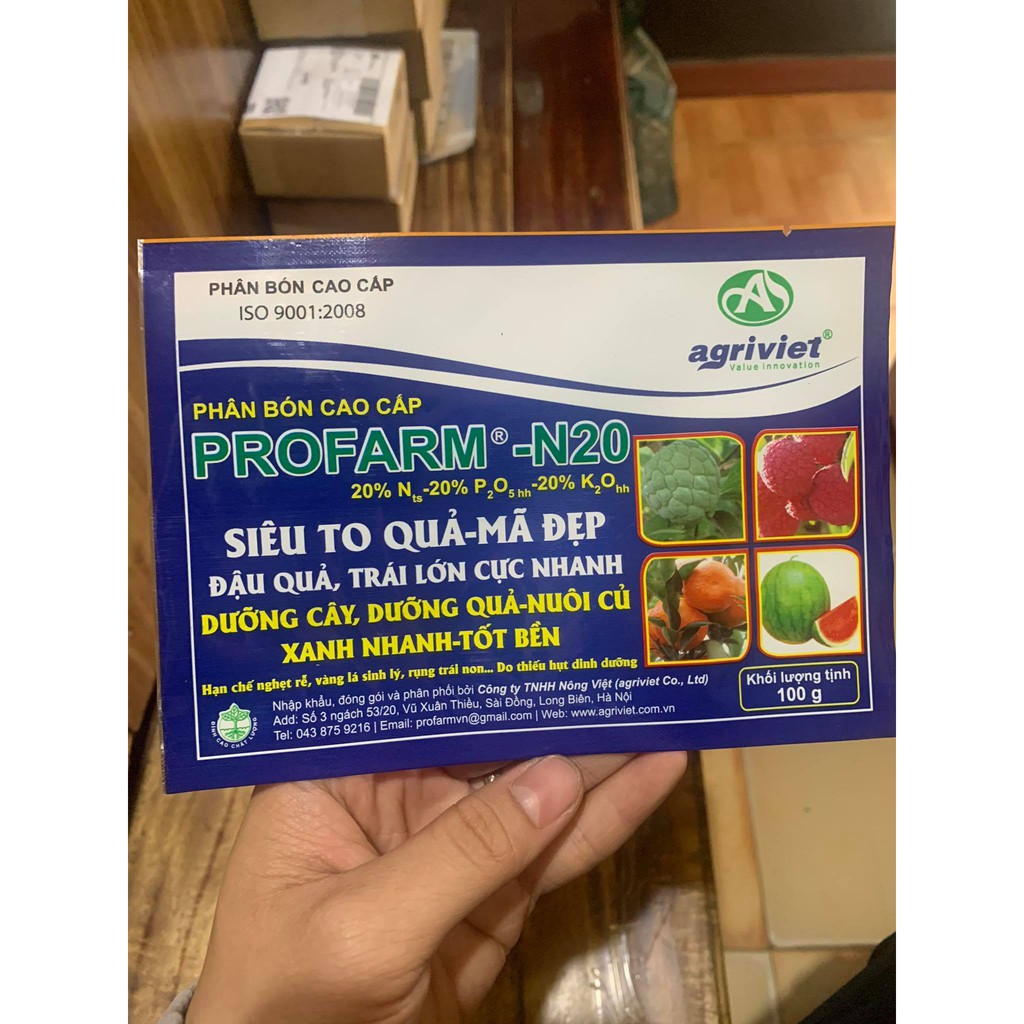 PHÂN BÓN CAO CẤP
ISO 9001:2008
agriviet®
Value innovation
PHÂN BÓN CAO CẤP
PROFARM®-N20
20% Nts-20% P2O5 hh-20% K2Ohh
SIÊU TO QUẢ-MÃ ĐẸP
ĐẬU QUẢ, TRÁI LỚN CỰC NHANH
DƯỠNG CÂY, DƯỠNG QUẢ-NUÔI CỦ
XANH NHANH-TỐT BỀN
Hạn chế nghẹt rễ, vàng lá sinh lý, rụng trái non... Do thiếu hụt dinh dưỡng
Khối lượng tịnh
100 g
Nhập khẩu, đóng gói và phân phối bởi Công ty TNHH Nông Việt (agriviet Co., Ltd)
Add: Số 3 ngách 53/20, Vũ Xuân Thiều, Sài Đồng, Long Biên, Hà Nội
Tel: 043 875 9216 | Email: profarmvn@gmail.com | Web: www.agriviet.com.vn
ĐỈNH CAO CHẤT LƯỢNG